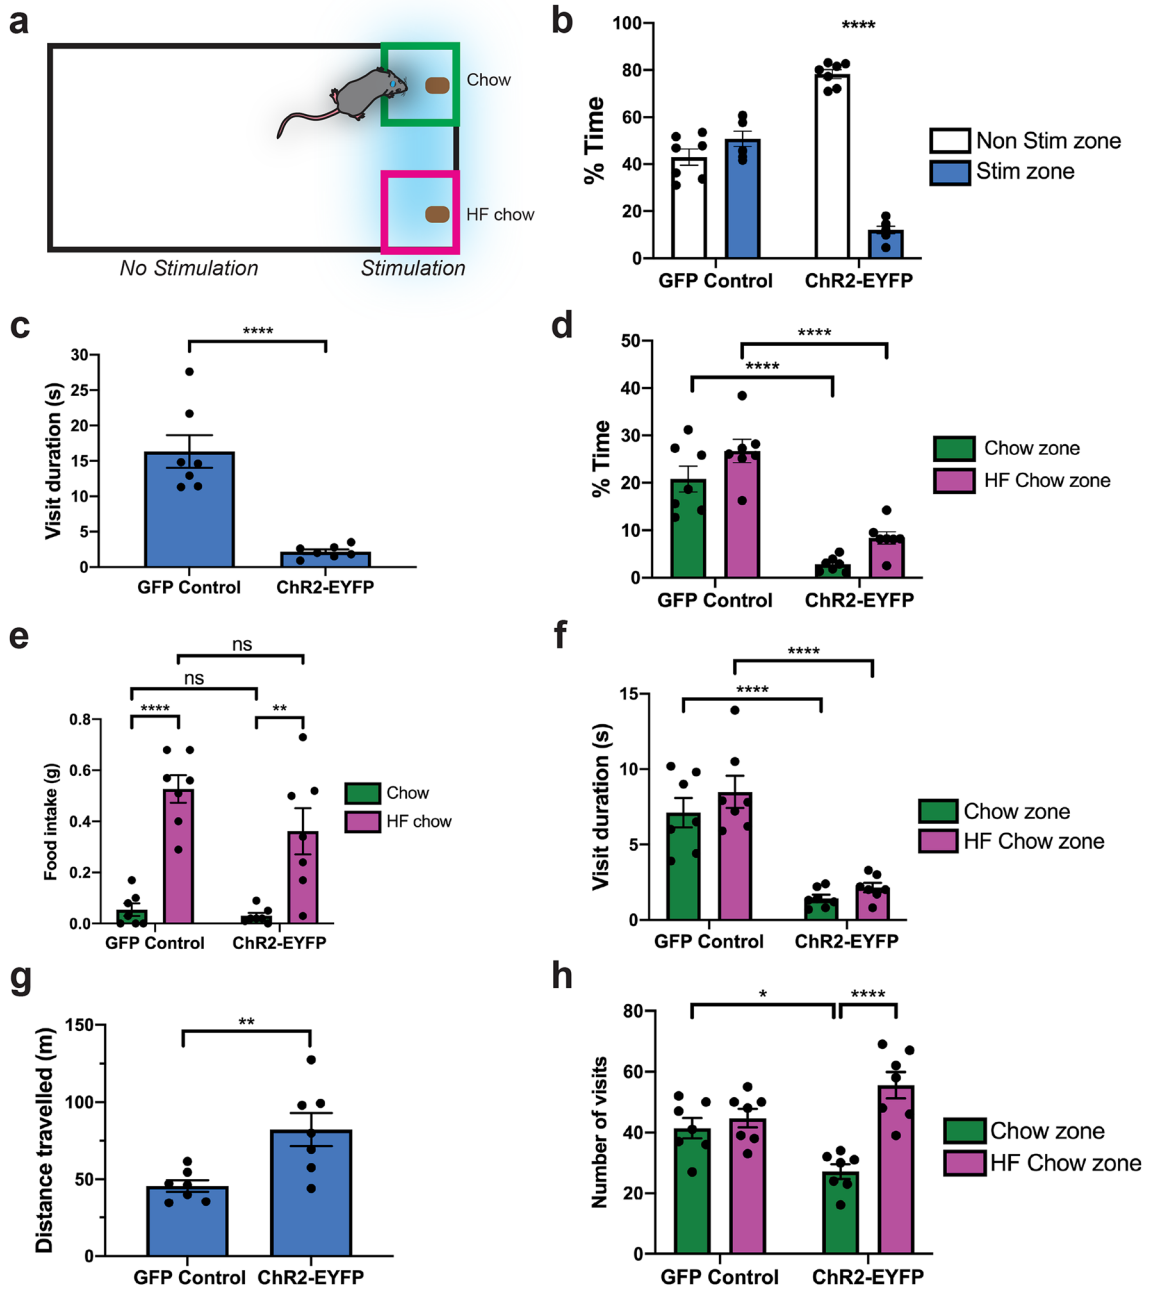 a
Chow
HF chow
No Stimulation
Stimulation
b
100
80
60
40
20
0
% Time
****
GFP Control
ChR2-EYFP
Non Stim zone
Stim zone
c
****
30
25
20
15
10
5
0
Visit duration (s)
GFP Control
ChR2-EYFP
d
****
****
50
40
30
20
10
0
% Time
GFP Control
ChR2-EYFP
Chow zone
HF Chow zone
e
ns
ns
****
**
0.8
0.6
0.4
0.2
0.0
Food intake (g)
GFP Control
ChR2-EYFP
Chow
HF chow
f
****
****
15
10
5
0
Visit duration (s)
GFP Control
ChR2-EYFP
Chow zone
HF Chow zone
g
**
150
100
50
0
Distance travelled (m)
GFP Control
ChR2-EYFP
h
*
****
80
60
40
20
0
Number of visits
GFP Control
ChR2-EYFP
Chow zone
HF Chow zone